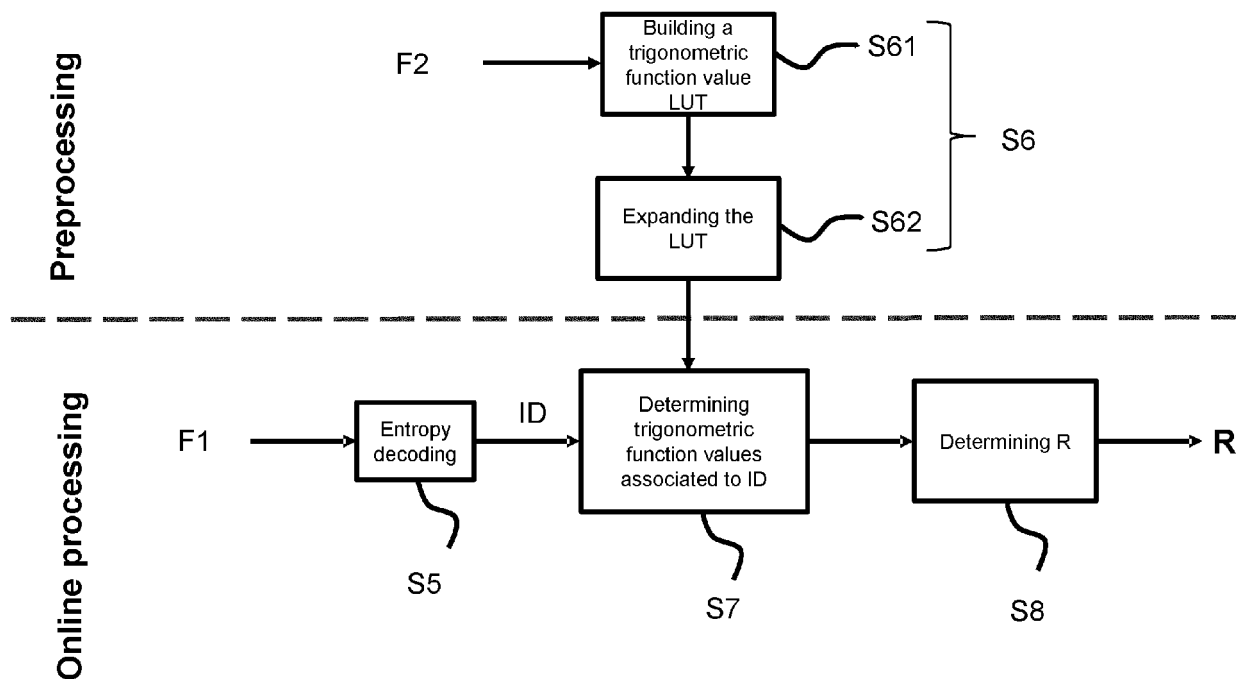 Preprocessing
F2
Building a
trigonometric
function value
LUT
S61
S6
Expanding the
LUT
S62
Online processing
F1
Entropy
decoding
ID
Determining
trigonometric
function values
associated to ID
Determining R
R
S5
S7
S8